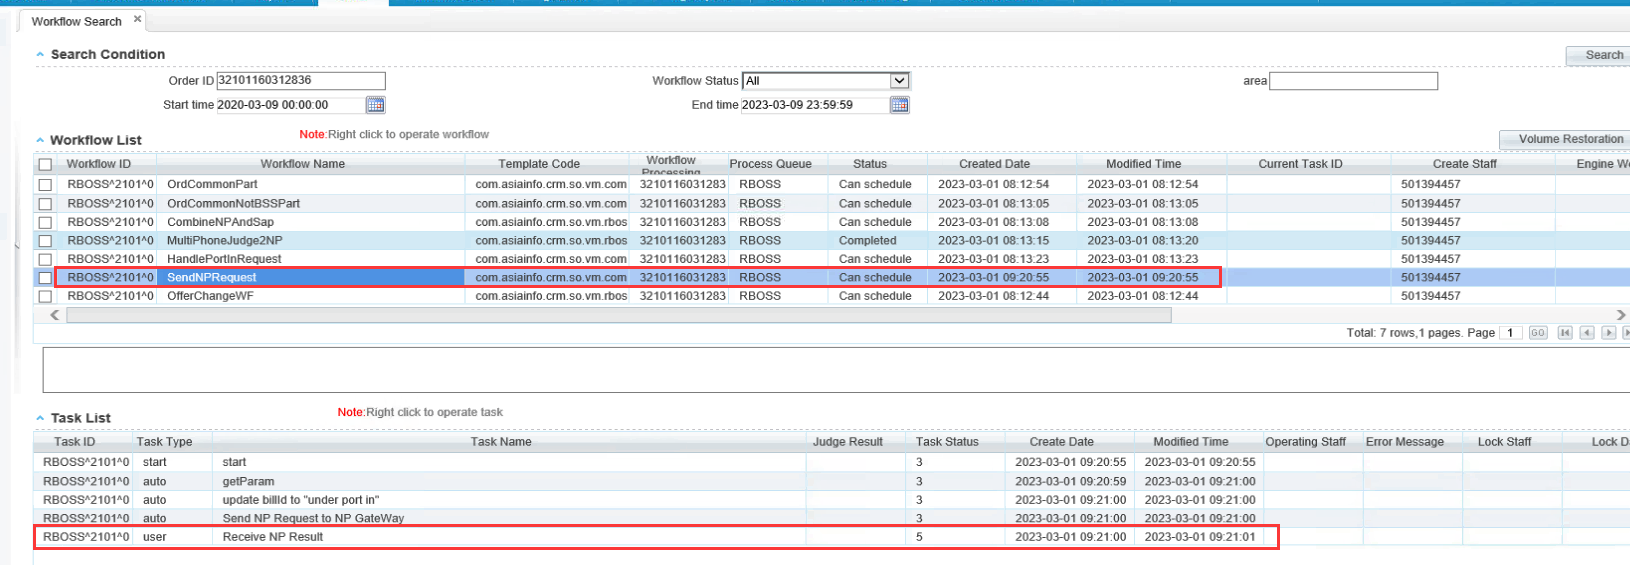 Workflow Search ×
Search Condition
Search
Order ID 32101160312836 Workflow Status All area
Start time 2020-03-09 00:00:00 End time 2023-03-09 23:59:59
Workflow List Note:Right click to operate workflow
Volume Restoration
Workflow ID Workflow Name Template Code Workflow Processing Process Queue Status Created Date Modified Time Current Task ID Create Staff Engine Wo
RBOSS^2101^0 OrdCommonPart com.asiainfo.crm.so.vm.com 3210116031283 RBOSS Can schedule 2023-03-01 08:12:54 2023-03-01 08:12:54 501394457
RBOSS^2101^0 OrdCommonNotBSSPart com.asiainfo.crm.so.vm.com 3210116031283 RBOSS Can schedule 2023-03-01 08:13:05 2023-03-01 08:13:05 501394457
RBOSS^2101^0 CombineNPAndSap com.asiainfo.crm.so.vm.rbos 3210116031283 RBOSS Can schedule 2023-03-01 08:13:08 2023-03-01 08:13:08 501394457
RBOSS^2101^0 MultiPhoneJudge2NP com.asiainfo.crm.so.vm.rbos 3210116031283 RBOSS Completed 2023-03-01 08:13:15 2023-03-01 08:13:20 501394457
RBOSS^2101^0 HandlePortInRequest com.asiainfo.crm.so.vm.rbos 3210116031283 RBOSS Can schedule 2023-03-01 08:13:23 2023-03-01 08:13:23 501394457
RBOSS^2101^0 SendNPRequest com.asiainfo.crm.so.vm.com 3210116031283 RBOSS Can schedule 2023-03-01 09:20:55 2023-03-01 09:20:55 501394457
RBOSS^2101^0 OfferChangeWF com.asiainfo.crm.so.vm.rbos 3210116031283 RBOSS Can schedule 2023-03-01 08:12:44 2023-03-01 08:12:44 501394457
Total: 7 rows,1 pages. Page 1 GO
Task List Note:Right click to operate task
Task ID Task Type Task Name Judge Result Task Status Create Date Modified Time Operating Staff Error Message Lock Staff Lock Da
RBOSS^2101^0 start start 3 2023-03-01 09:20:55 2023-03-01 09:20:55
RBOSS^2101^0 auto getParam 3 2023-03-01 09:20:59 2023-03-01 09:21:00
RBOSS^2101^0 auto update billId to "under port in" 3 2023-03-01 09:21:00 2023-03-01 09:21:00
RBOSS^2101^0 auto Send NP Request to NP GateWay 3 2023-03-01 09:21:00 2023-03-01 09:21:00
RBOSS^2101^0 user Receive NP Result 5 2023-03-01 09:21:00 2023-03-01 09:21:01